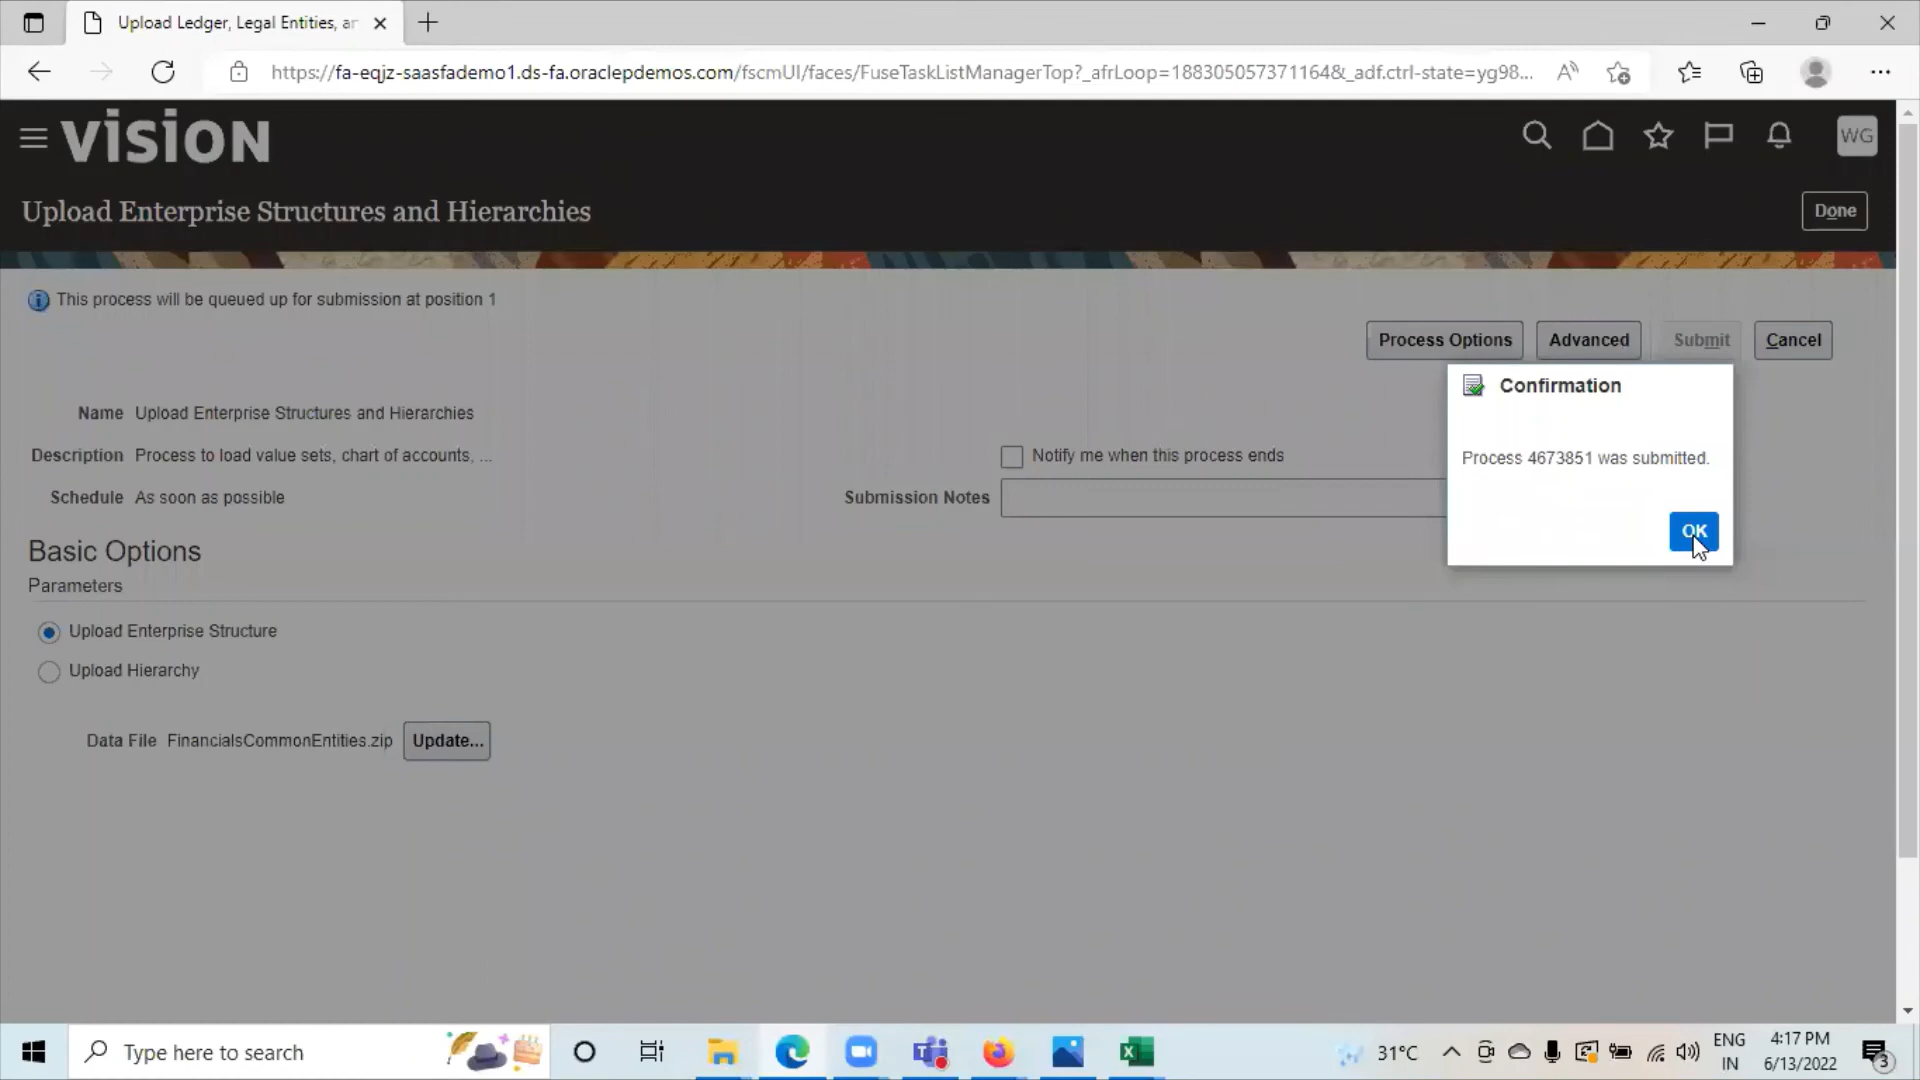 Upload Ledger, Legal Entities, ar
https://fa-eqjz-saasfademo1.ds-fa.oraclepdemos.com/fscmUI/faces/FuseTaskListManagerTop?_afrLoop=188305057371164&_adf.ctrl-state=yg98...
VISION
WG
Upload Enterprise Structures and Hierarchies
Done
This process will be queued up for submission at position 1
Process Options
Advanced
Submit
Cancel
Confirmation
Process 4673851 was submitted.
OK
Name Upload Enterprise Structures and Hierarchies
Description Process to load value sets, chart of accounts, ...
Notify me when this process ends
Schedule As soon as possible
Submission Notes
Basic Options
Parameters
Upload Enterprise Structure
Upload Hierarchy
Data File FinancialsCommonEntities.zip Update...
Type here to search
31°C
ENG
IN
4:17 PM
6/13/2022
3